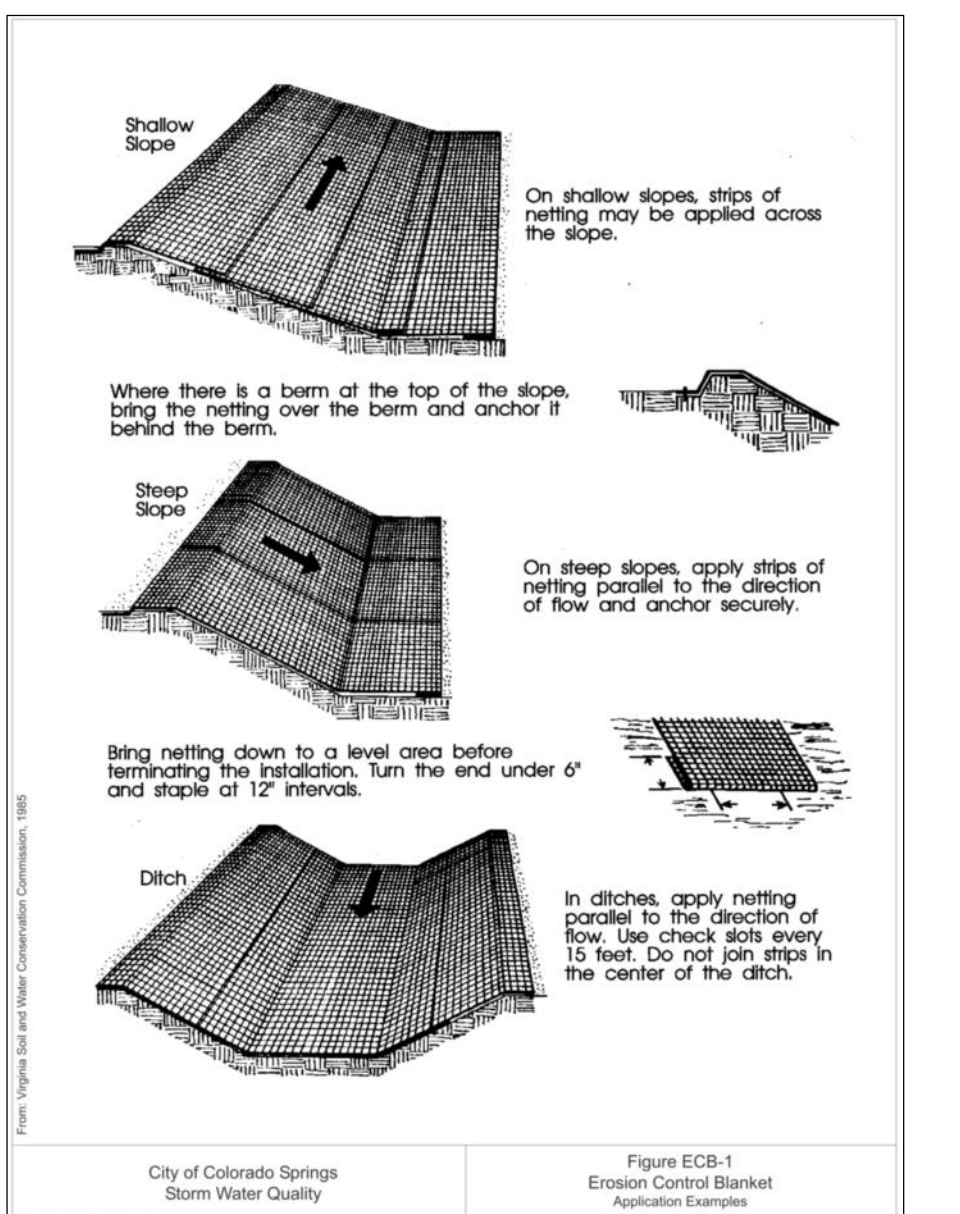 Shallow
Slope
On shallow slopes, strips of
netting may be applied across
the slope.
Where there is a berm at the top of the slope,
bring the netting over the berm and anchor it
behind the berm.
Steep
Slope
On steep slopes, apply strips of
netting parallel to the direction
of flow and anchor securely.
Bring netting down to a level area before
terminating the installation. Turn the end under 6"
and staple at 12" intervals.
Ditch
In ditches, apply netting
parallel to the direction of
flow. Use check slots every
15 feet. Do not join strips in
the center of the ditch.
From: Virginia Soil and Water Conservation Commission, 1985
City of Colorado Springs
Storm Water Quality
Figure ECB-1
Erosion Control Blanket
Application Examples